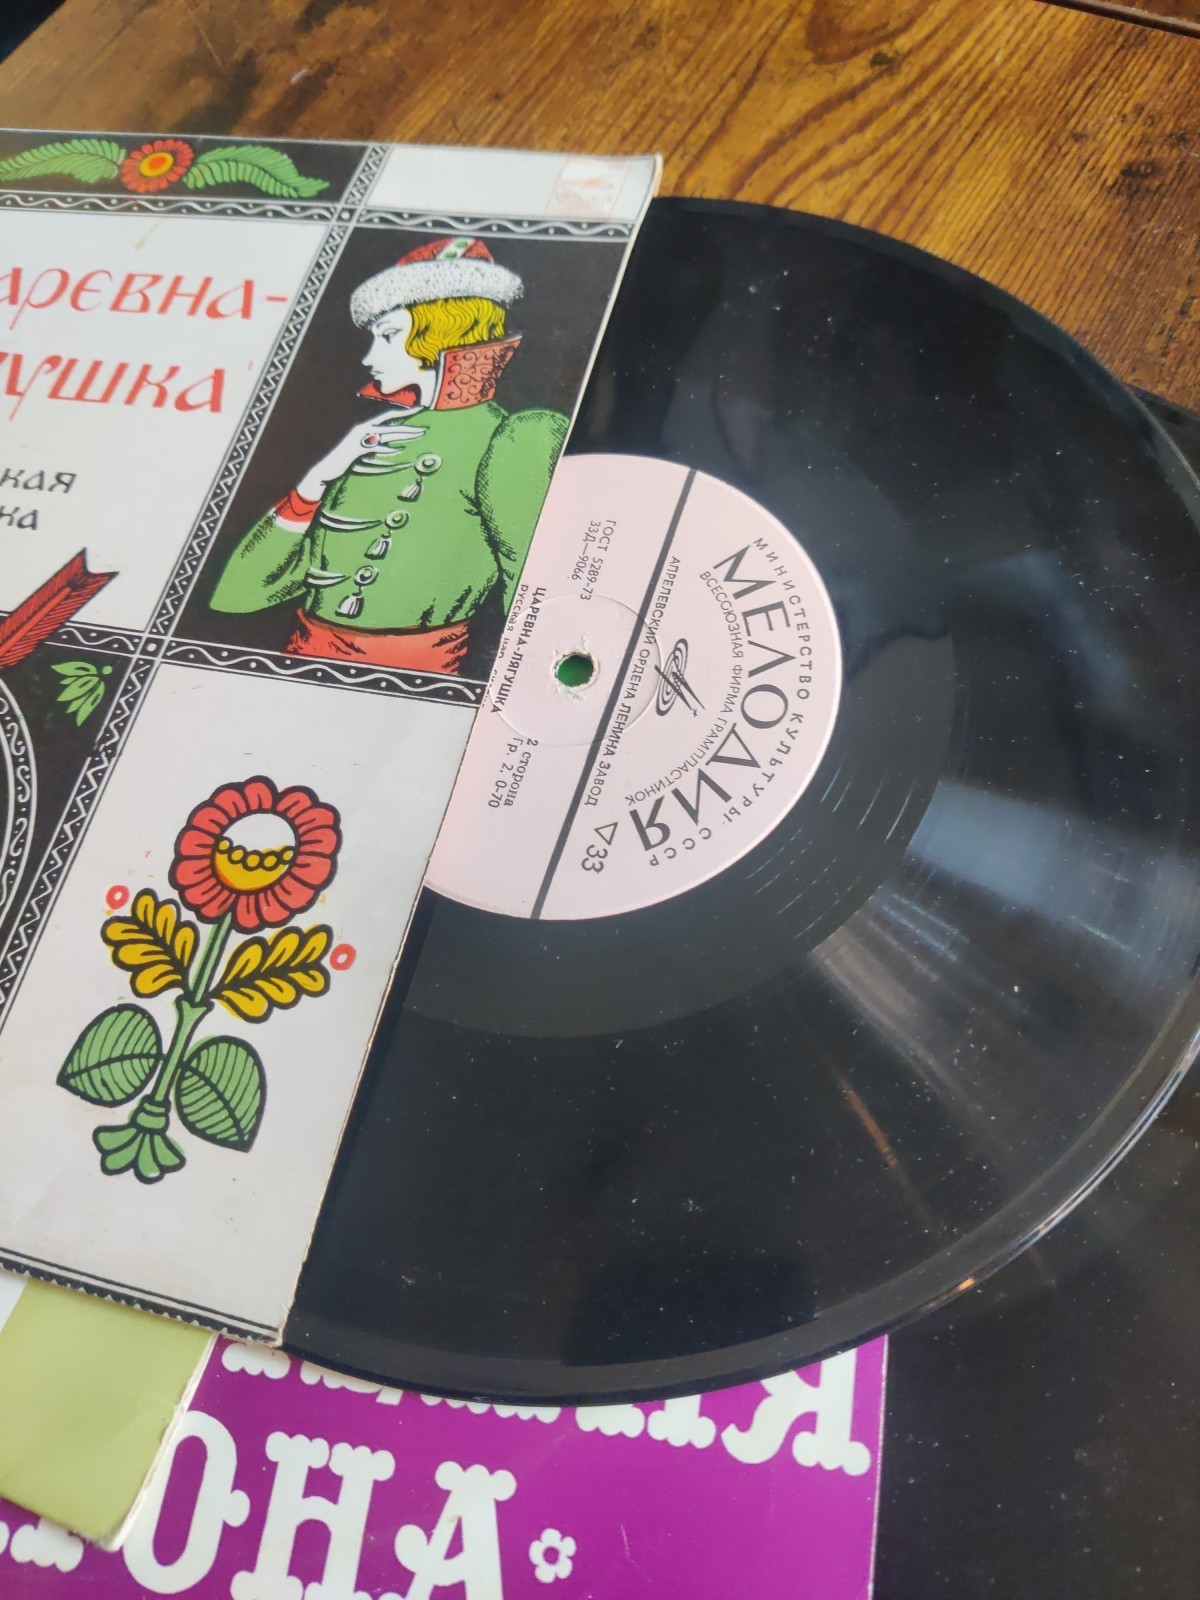 аревна-
ушка
кая
ка
МИНИСТЕРСТВО КУЛЬТУРЫ СССР
МЕЛОДИЯ
ВСЕСОЮЗНАЯ ФИРМА ГРАМПЛАСТИНОК
АПРЕЛЕВСКИЙ ОРДЕНА ЛЕНИНА ЗАВОД
33
ГОСТ 5289-73
33Д—9066
2 сторона
Гр. 2. 0-70
ЦАРЕВНА-ЛЯГУШКА
русская нар.
ОНА